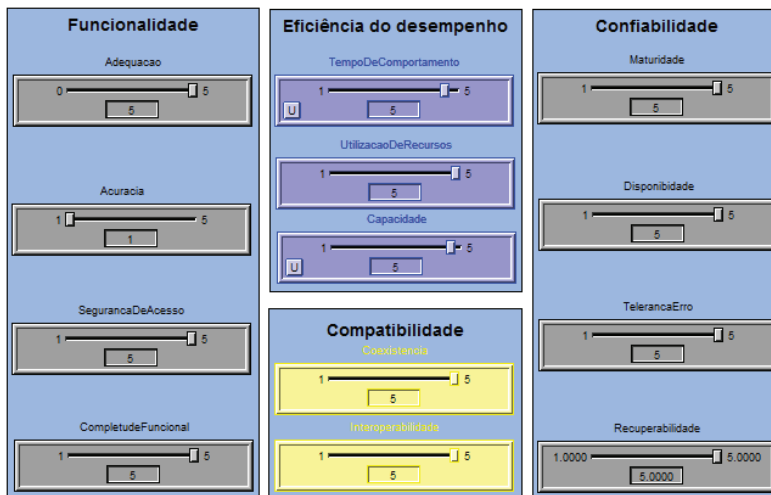 Funcionalidade
Adequacao
0 5
5
Acuracia
1 5
1
SegurancaDeAcesso
1 5
5
CompletudeFuncional
1 5
5
Eficiência do desempenho
TempoDeComportamento
1 5
U 5
UtilizacaoDeRecursos
1 5
5
Capacidade
1 5
U 5
Compatibilidade
Coexistencia
1 5
5
Interoperabilidade
1 5
5
Confiabilidade
Maturidade
1 5
5
Disponibidade
1 5
5
TelerancaErro
1 5
5
Recuperabilidade
1.0000 5.0000
5.0000